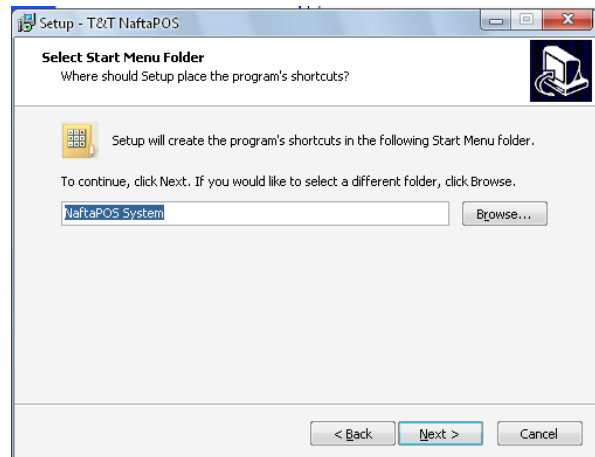 Setup - T&T NaftaPOS
Select Start Menu Folder
Where should Setup place the program's shortcuts?
Setup will create the program's shortcuts in the following Start Menu folder.
To continue, click Next. If you would like to select a different folder, click Browse.
NaftaPOS System
Browse...
< Back
Next >
Cancel